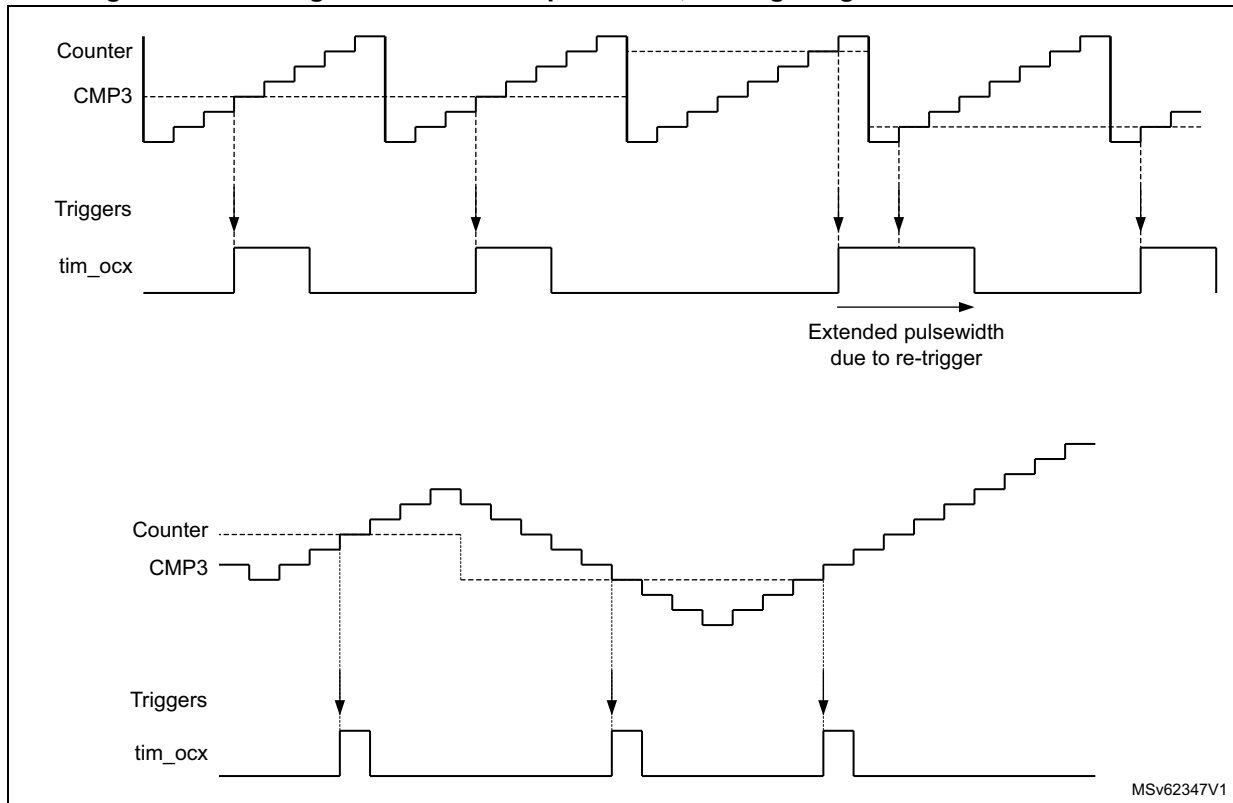 Counter
CMP3
Triggers
tim_ocx
Extended pulsewidth
due to re-trigger
Counter
CMP3
Triggers
tim_ocx
MSv62347V1